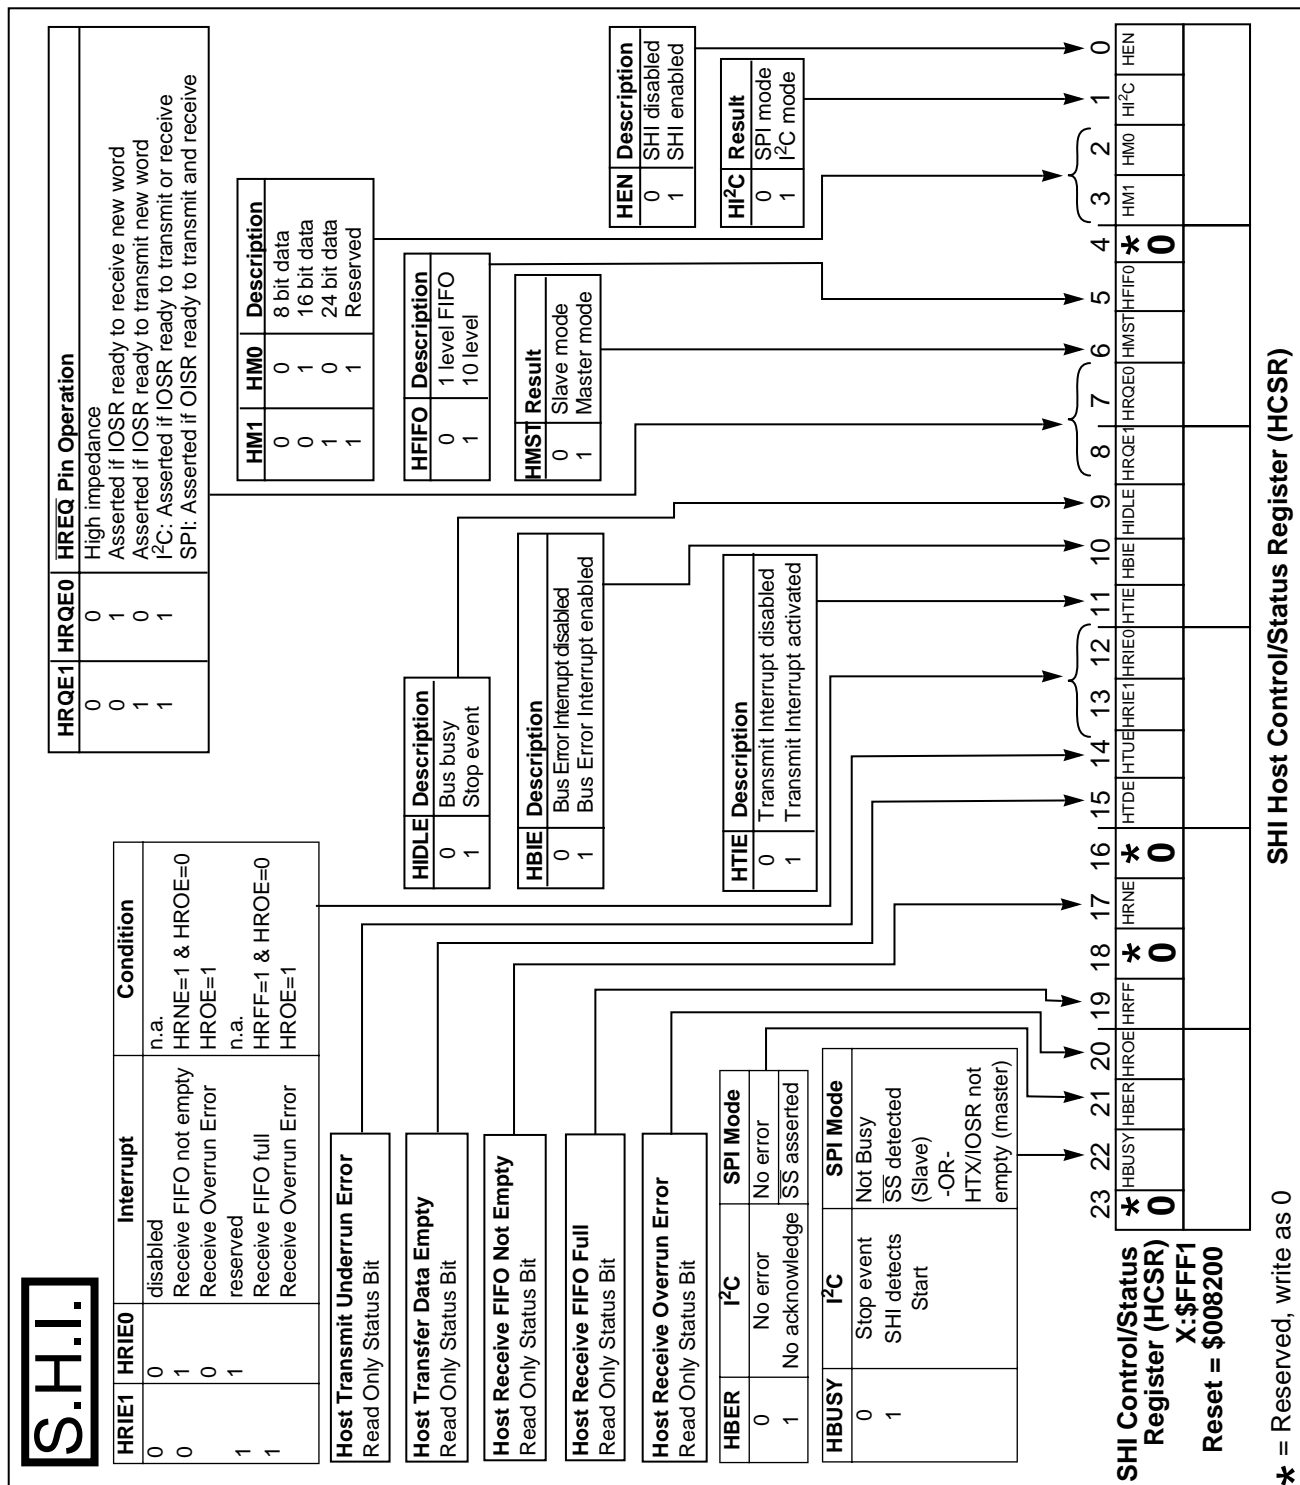 S.H.I.
HRIE1 HRIE0 Interrupt Condition
0 0 disabled n.a.
0 1 Receive FIFO not empty HRNE=1 & HROE=0
0 Receive Overrun Error HROE=1
1 1 reserved n.a.
1 Receive FIFO full HRFF=1 & HROE=0
Receive Overrun Error HROE=1
HRQE1 HRQE0 HREQ Pin Operation
0 0 High impedance
0 1 Asserted if IOSR ready to receive new word
1 0 Asserted if IOSR ready to transmit new word
1 1 I²C: Asserted if IOSR ready to transmit or receive
SPI: Asserted if OISR ready to transmit and receive
HM1 HM0 Description
0 0 8 bit data
0 1 16 bit data
1 0 24 bit data
1 1 Reserved
Host Transmit Underrun Error
Read Only Status Bit
Host Transfer Data Empty
Read Only Status Bit
Host Receive FIFO Not Empty
Read Only Status Bit
Host Receive FIFO Full
Read Only Status Bit
Host Receive Overrun Error
Read Only Status Bit
HIDLE Description
0 Bus busy
1 Stop event
HFIFO Description
0 1 level FIFO
1 10 level
HBIE Description
0 Bus Error Interrupt disabled
1 Bus Error Interrupt enabled
HMST Result
0 Slave mode
1 Master mode
HEN Description
0 SHI disabled
1 SHI enabled
HTIE Description
0 Transmit Interrupt disabled
1 Transmit Interrupt activated
HI²C Result
0 SPI mode
1 I²C mode
HBER I²C SPI Mode
0 No error No error
1 No acknowledge SS asserted
HBUSY I²C SPI Mode
0 Stop event Not Busy
1 SHI detects SS detected
Start (Slave)
-OR-
HTX/IOSR not
empty (master)
23 22 21 20 19 18 17 16 15 14 13 12 11 10 9 8 7 6 5 4 3 2 1 0
* HBUSY HBER HROE HRFF * HRNE * HTDE HTUE HRIE1 HRIE0 HTIE HBIE HIDLE HRQE1 HRQE0 HMST HFIF0 * HM1 HM0 HI²C HEN
0 0 0 0
SHI Control/Status
Register (HCSR)
X:$FFF1
Reset = $008200
SHI Host Control/Status Register (HCSR)
* = Reserved, write as 0